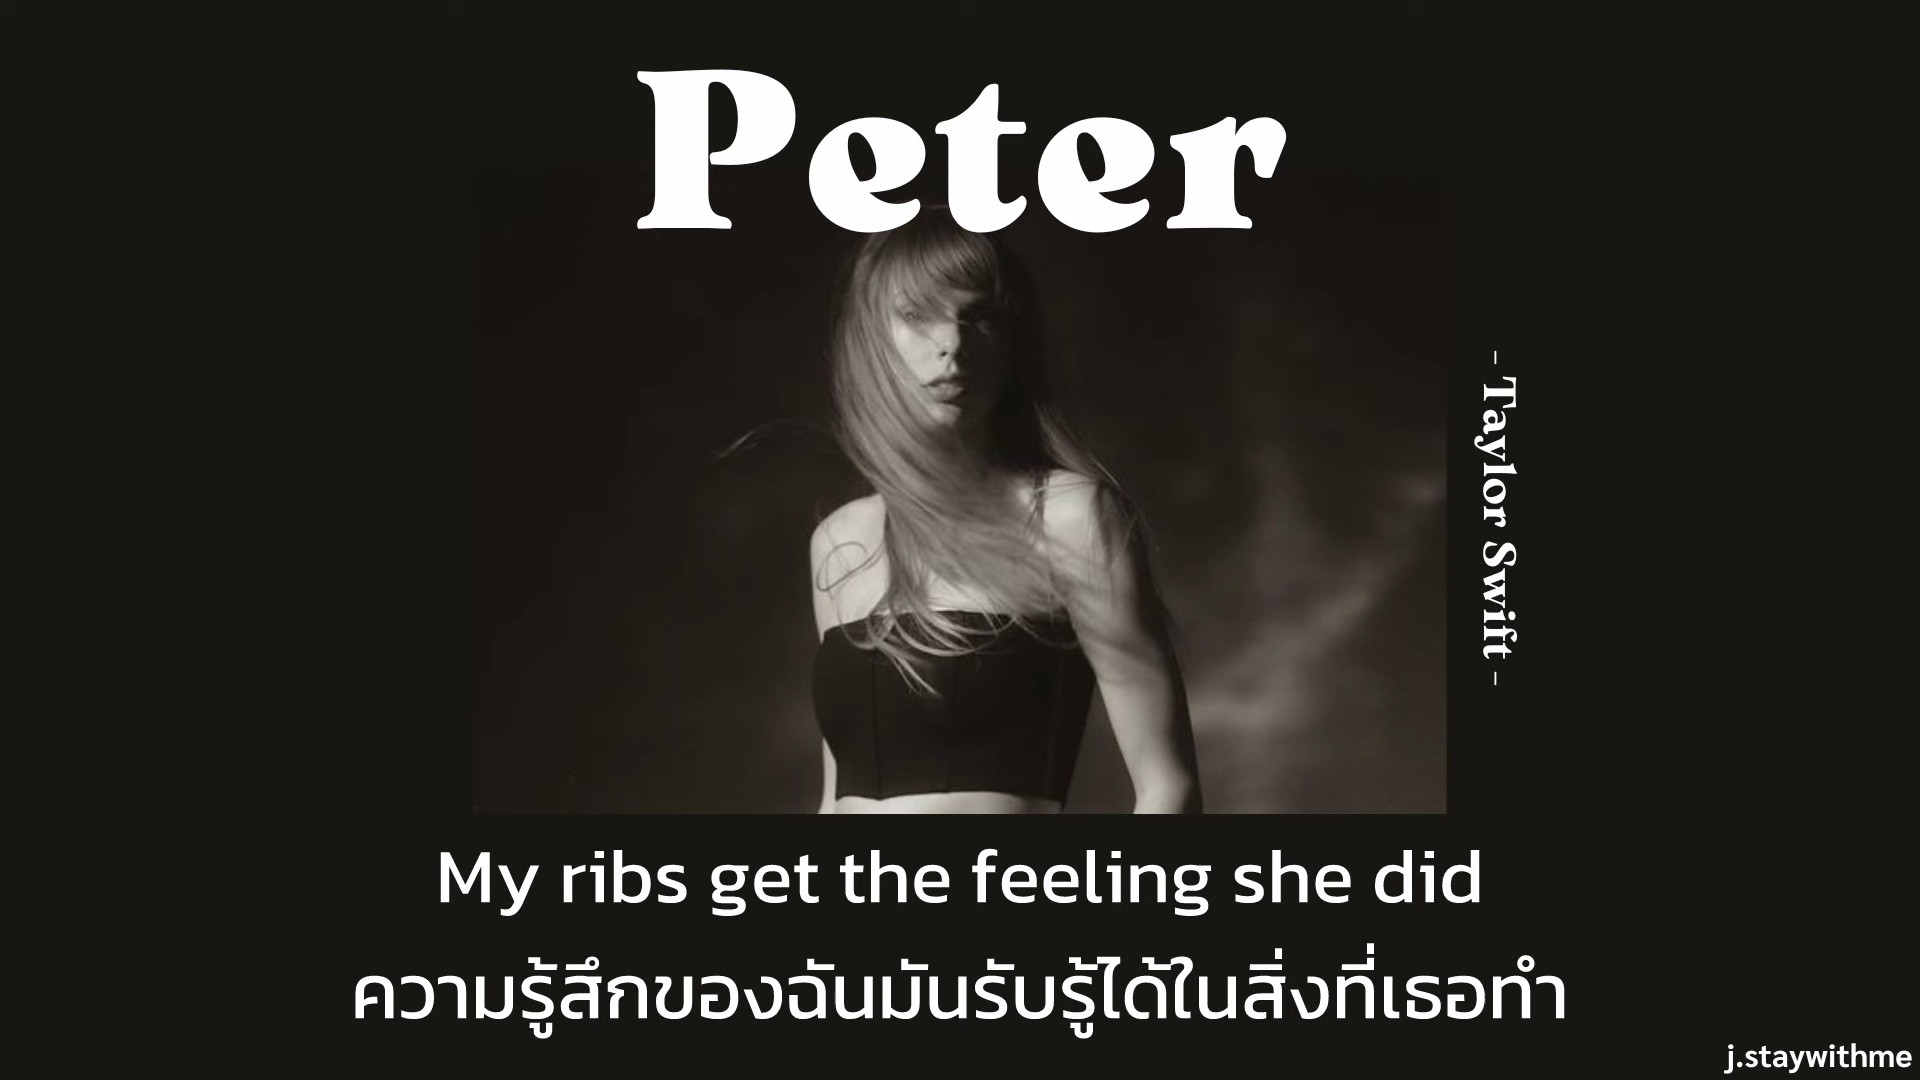 Peter
– Taylor Swift –
My ribs get the feeling she did
ความรู้สึกของฉันมันรับรู้ได้ในสิ่งที่เธอทำ
j.staywithme